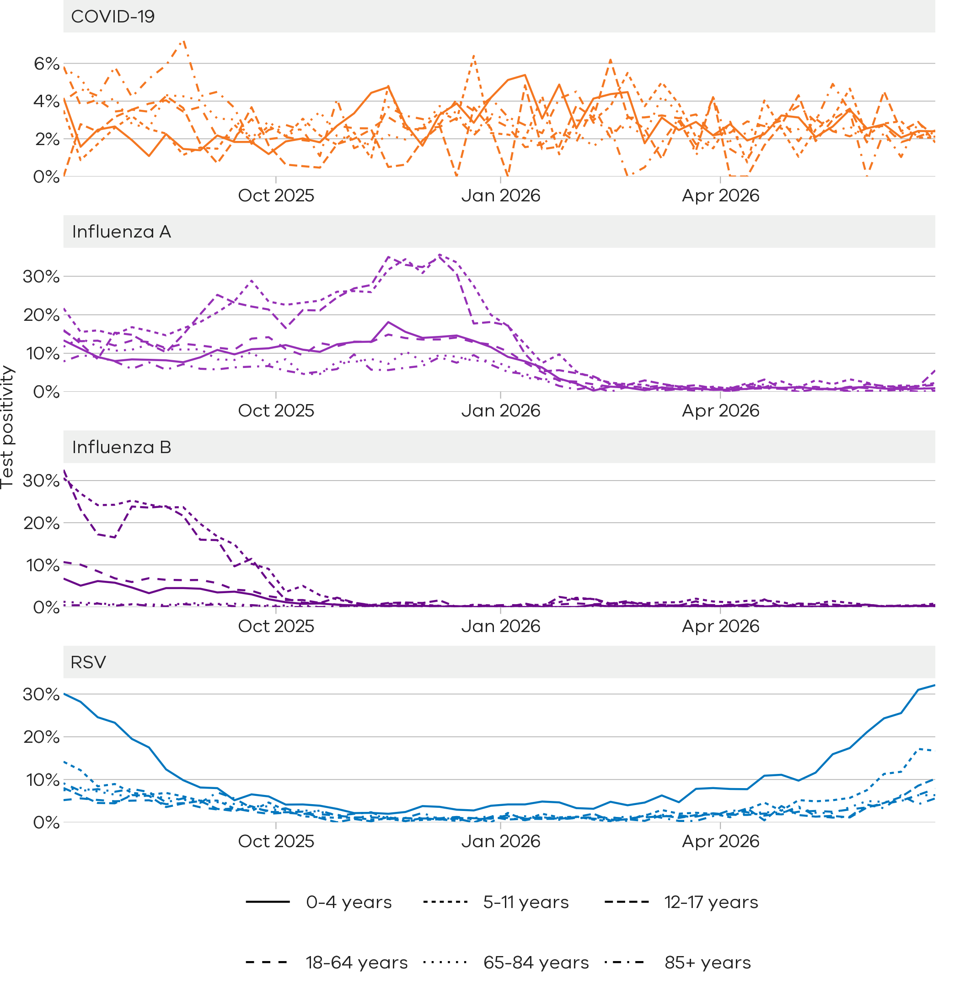 COVID-19
6%
4%
2%
0%
Oct 2025 Jan 2026 Apr 2026
Influenza A
30%
20%
10%
0%
Oct 2025 Jan 2026 Apr 2026
Test positivity
Influenza B
30%
20%
10%
0%
Oct 2025 Jan 2026 Apr 2026
RSV
30%
20%
10%
0%
Oct 2025 Jan 2026 Apr 2026
0-4 years 5-11 years 12-17 years
18-64 years 65-84 years 85+ years